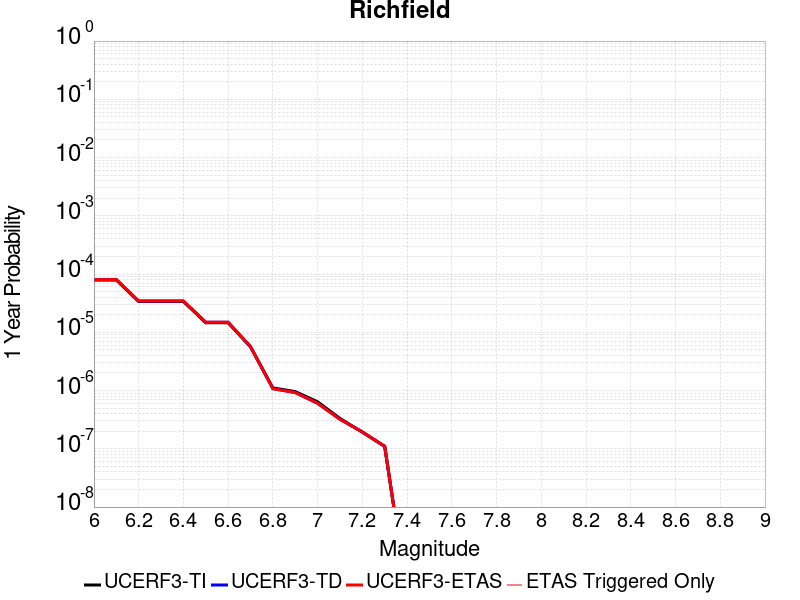 Richfield
10 0
10 -1
10 -2
10 -3
10 -4
10 -5
10 -6
10 -7
10 -8
1 Year Probability
6 6.2 6.4 6.6 6.8 7 7.2 7.4 7.6 7.8 8 8.2 8.4 8.6 8.8 9
Magnitude
UCERF3-TI UCERF3-TD UCERF3-ETAS ETAS Triggered Only